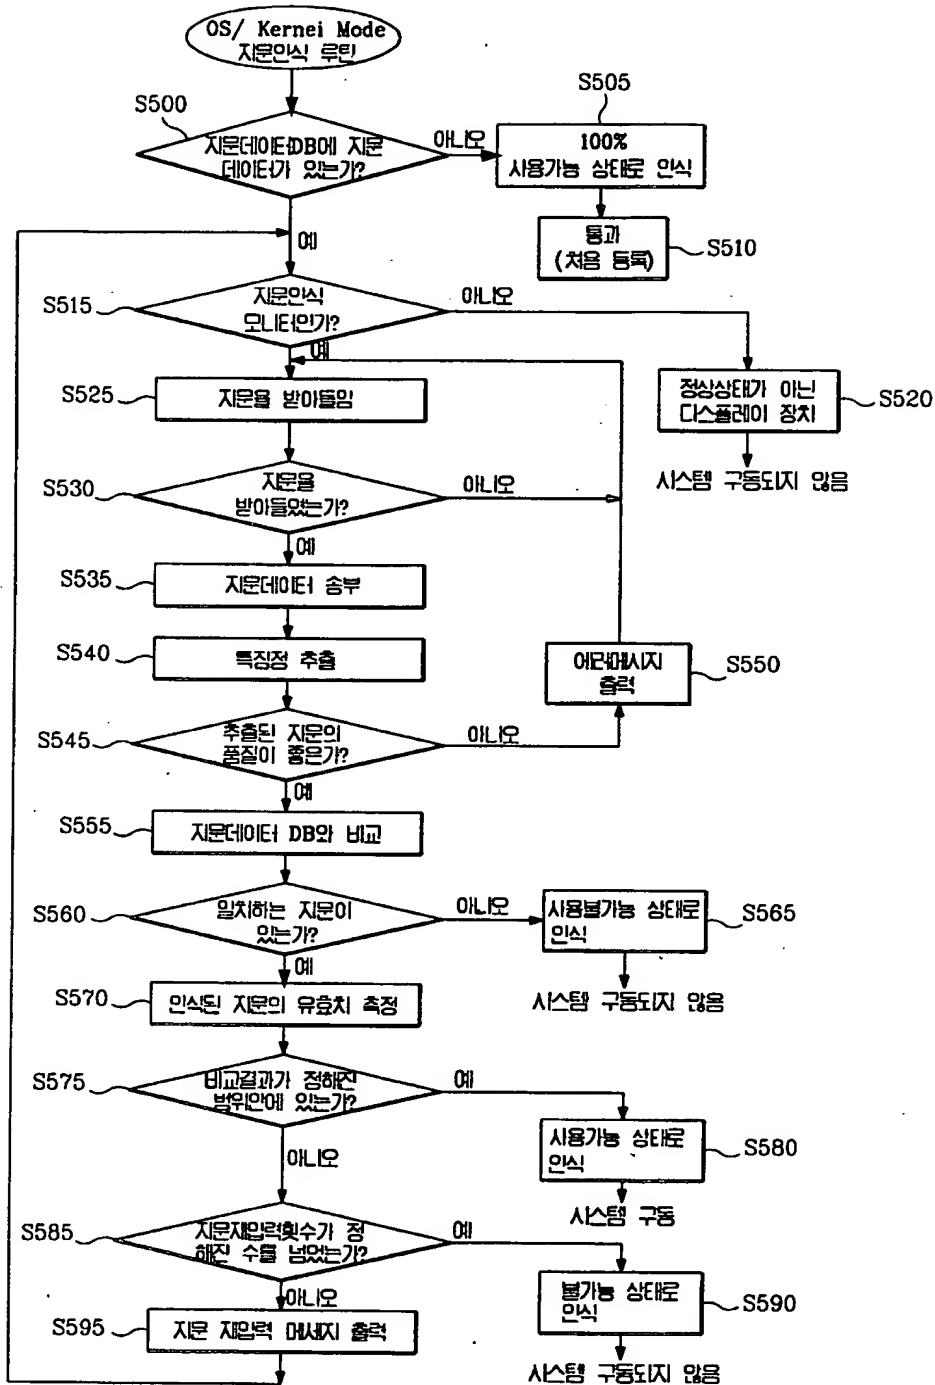 OS/ Kernei Mode
지문인식 루틴
S500
지문데이터DB에 지문
데이터가 있는가?
아니오
S505
100%
사용가능 상태로 인식
통과
(처음 등록)
S510
예
S515
지문인식
모니터인가?
아니오
예
S525
지문을 받아들임
정상상태가 아닌
디스플레이 장치
S520
시스템 구동되지 않음
S530
지문을
받아들였는가?
아니오
예
S535
지문데이터 송부
S540
특징점 추출
에러메시지
출력
S550
S545
추출된 지문의
품질이 좋은가?
아니오
예
S555
지문데이터 DB와 비교
S560
일치하는 지문이
있는가?
아니오
사용불가능 상태로
인식
S565
예
시스템 구동되지 않음
S570
인식된 지문의 유효치 측정
S575
비교결과가 정해진
범위안에 있는가?
예
사용가능 상태로
인식
S580
아니오
시스템 구동
S585
지문재입력횟수가 정
해진 수를 넘었는가?
예
불가능 상태로
인식
S590
아니오
S595
지문 재입력 메세지 출력
시스템 구동되지 않음